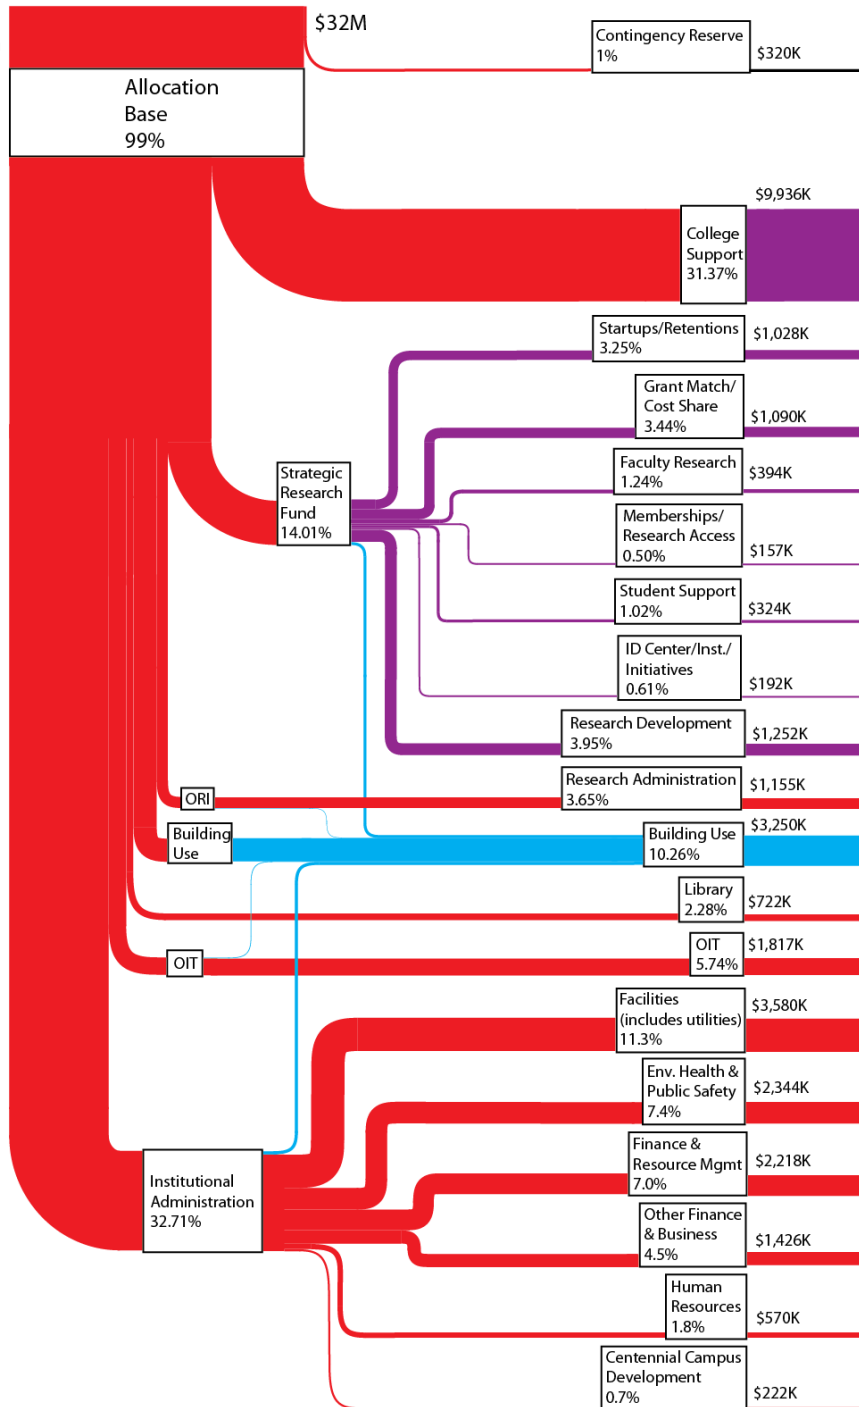 $32M
Contingency Reserve
1%
$320K
Allocation
Base
99%
$9,936K
College
Support
31.37%
Startups/Retentions
3.25%
$1,028K
Grant Match/
Cost Share
3.44%
$1,090K
Faculty Research
1.24%
$394K
Strategic
Research
Fund
14.01%
Memberships/
Research Access
0.50%
$157K
Student Support
1.02%
$324K
ID Center/Inst./
Initiatives
0.61%
$192K
Research Development
3.95%
$1,252K
ORI
Research Administration
3.65%
$1,155K
Building
Use
Building Use
10.26%
$3,250K
Library
2.28%
$722K
OIT
OIT
5.74%
$1,817K
Facilities
(includes utilities)
11.3%
$3,580K
Env. Health &
Public Safety
7.4%
$2,344K
Institutional
Administration
32.71%
Finance &
Resource Mgmt
7.0%
$2,218K
Other Finance
& Business
4.5%
$1,426K
Human
Resources
1.8%
$570K
Centennial Campus
Development
0.7%
$222K